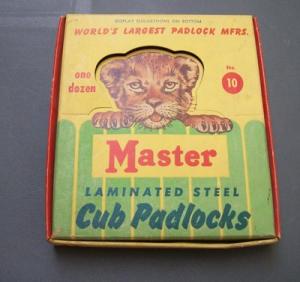 DISPLAY SUGGESTIONS ON BOTTOM
WORLD'S LARGEST PADLOCK MFRS.
one
dozen
No.
10
Master
LAMINATED STEEL
Cub Padlocks